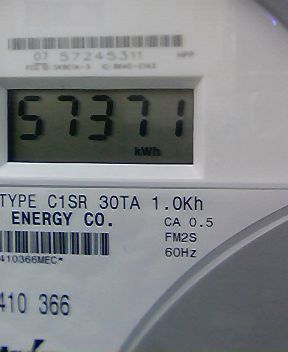 07 57245311
57371
kWh
TYPE C1SR 30TA 1.0Kh
ENERGY CO.
CA 0.5
FM2S
60Hz
410366MEC*
410 366